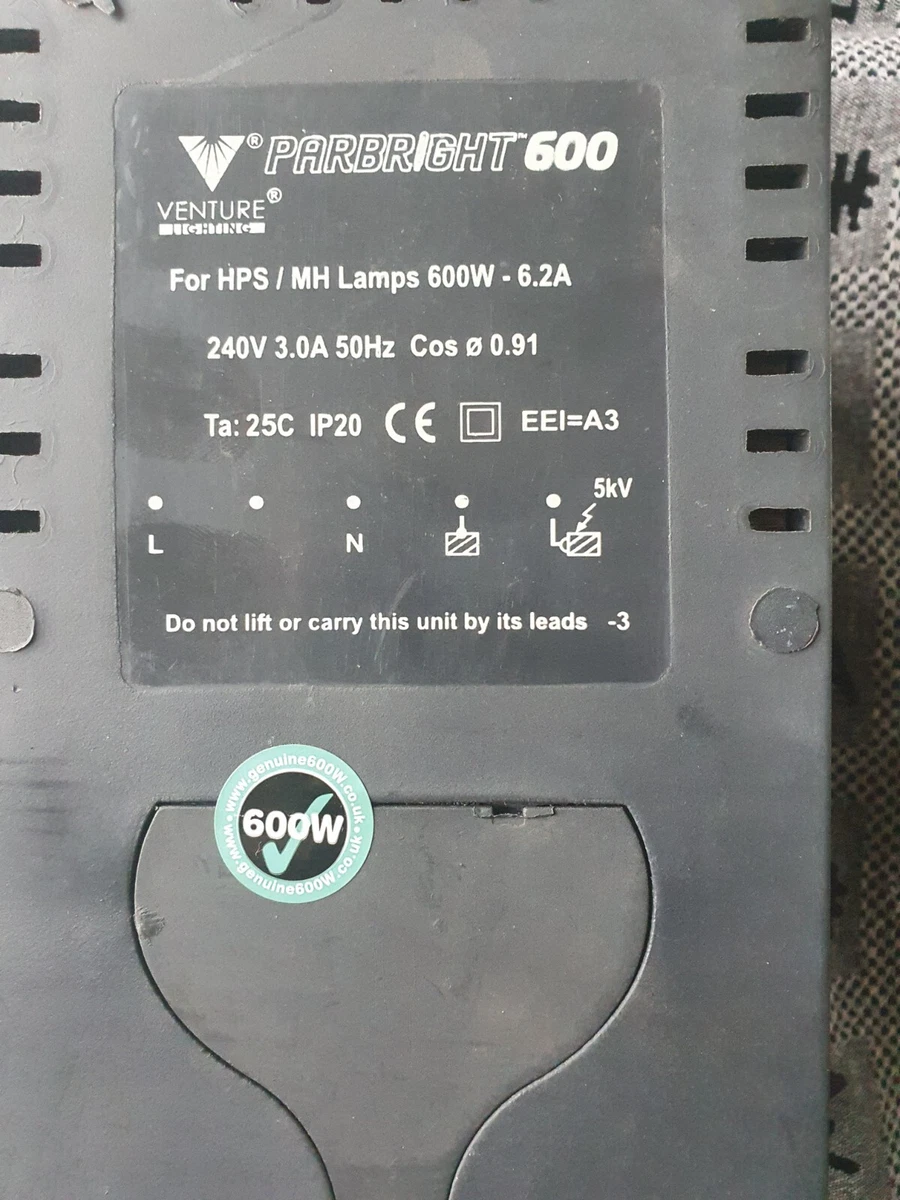 ® PARBRIGHT™ 600
VENTURE®
LIGHTING
For HPS / MH Lamps 600W - 6.2A
240V 3.0A 50Hz Cos ø 0.91
Ta: 25C IP20 CE EEI=A3
5kV
L N
Do not lift or carry this unit by its leads -3
www.genuine600W.co.uk
600W
www.genuine600W.co.uk